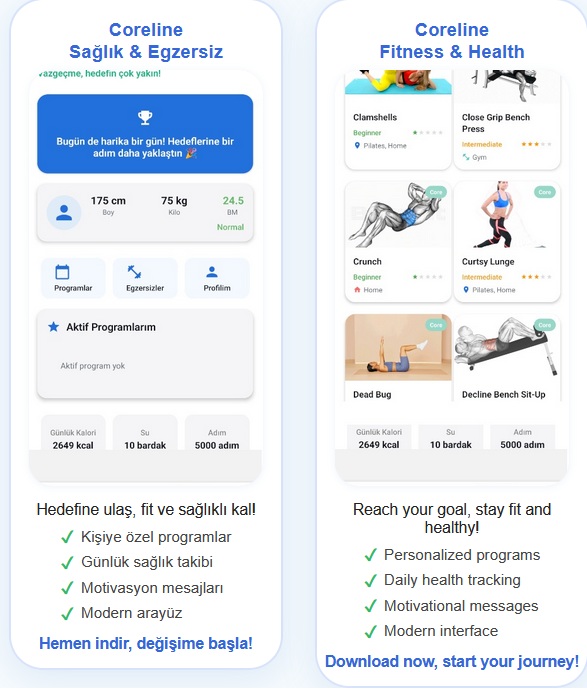 Coreline
Sağlık & Egzersiz
azgeçme, hedefin çok yakın!
Bugün de harika bir gün! Hedeflerine bir
adım daha yaklaştın 🎉
175 cm 75 kg 24.5
Boy Kilo BMI
Normal
Programlar Egzersizler Profilim
Aktif Programlarım
Aktif program yok
Günlük Kalori Su Adım
2649 kcal 10 bardak 5000 adım
Hedefine ulaş, fit ve sağlıklı kal!
✓ Kişiye özel programlar
✓ Günlük sağlık takibi
✓ Motivasyon mesajları
✓ Modern arayüz
Hemen indir, değişime başla!
Coreline
Fitness & Health
Clamshells
Beginner
Pilates, Home
Close Grip Bench
Press
Intermediate
Gym
Core
Crunch
Beginner
Home
Core
Curtsy Lunge
Intermediate
Pilates, Home
Core
Dead Bug
Core
Decline Bench Sit-Up
Günlük Kalori Su Adım
2649 kcal 10 bardak 5000 adım
Reach your goal, stay fit and
healthy!
✓ Personalized programs
✓ Daily health tracking
✓ Motivational messages
✓ Modern interface
Download now, start your journey!